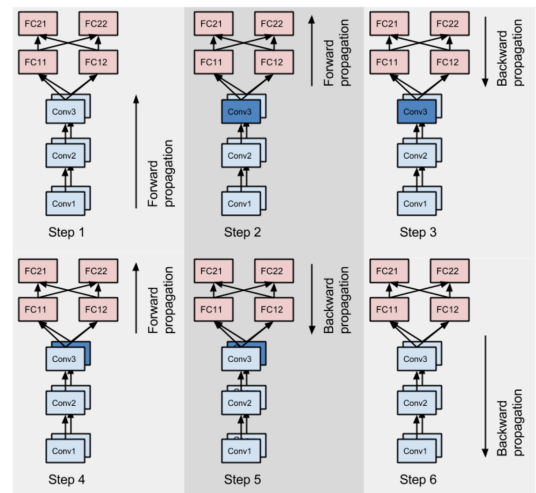 FC21 FC22
FC11 FC12
Conv3
Conv2
Conv1
Forward propagation
Step 1
FC21 FC22
FC11 FC12
Conv3
Conv2
Conv1
Forward propagation
Step 2
FC21 FC22
FC11 FC12
Conv3
Conv2
Conv1
Backward propagation
Step 3
FC21 FC22
FC11 FC12
Conv3
Conv2
Conv1
Forward propagation
Step 4
FC21 FC22
FC11 FC12
Conv3
Conv2
Conv1
Backward propagation
Step 5
FC21 FC22
FC11 FC12
Conv3
Conv2
Conv1
Backward propagation
Step 6